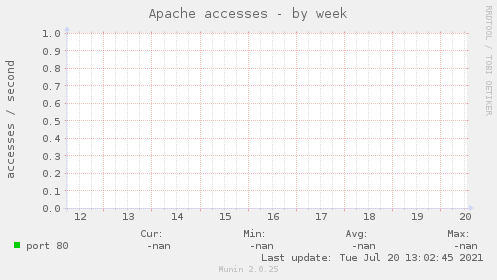 Apache accesses - by week
RRDTOOL / TOBI OETIKER
accesses / second
1.0
0.9
0.8
0.7
0.6
0.5
0.4
0.3
0.2
0.1
0.0
12 13 14 15 16 17 18 19 20
Cur: Min: Avg: Max:
port 80 -nan -nan -nan -nan
Last update: Tue Jul 20 13:02:45 2021
Munin 2.0.25